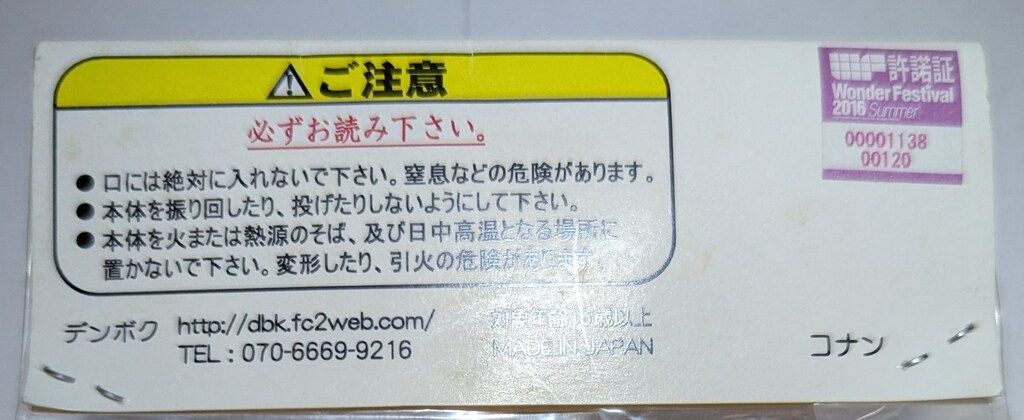 ご注意
必ずお読み下さい。
●口には絶対に入れないで下さい。窒息などの危険があります。
●本体を振り回したり、投げたりしないようにして下さい。
●本体を火または熱源のそば、及び日中高温となる場所に
置かないで下さい。変形したり、引火の危険があります。
デンボク http://dbk.fc2web.com/
TEL：070-6669-9216
対象年齢 歳以上
MADE IN JAPAN
コナン
WF 許諾証
Wonder Festival
2016 Summer
00001138
00120